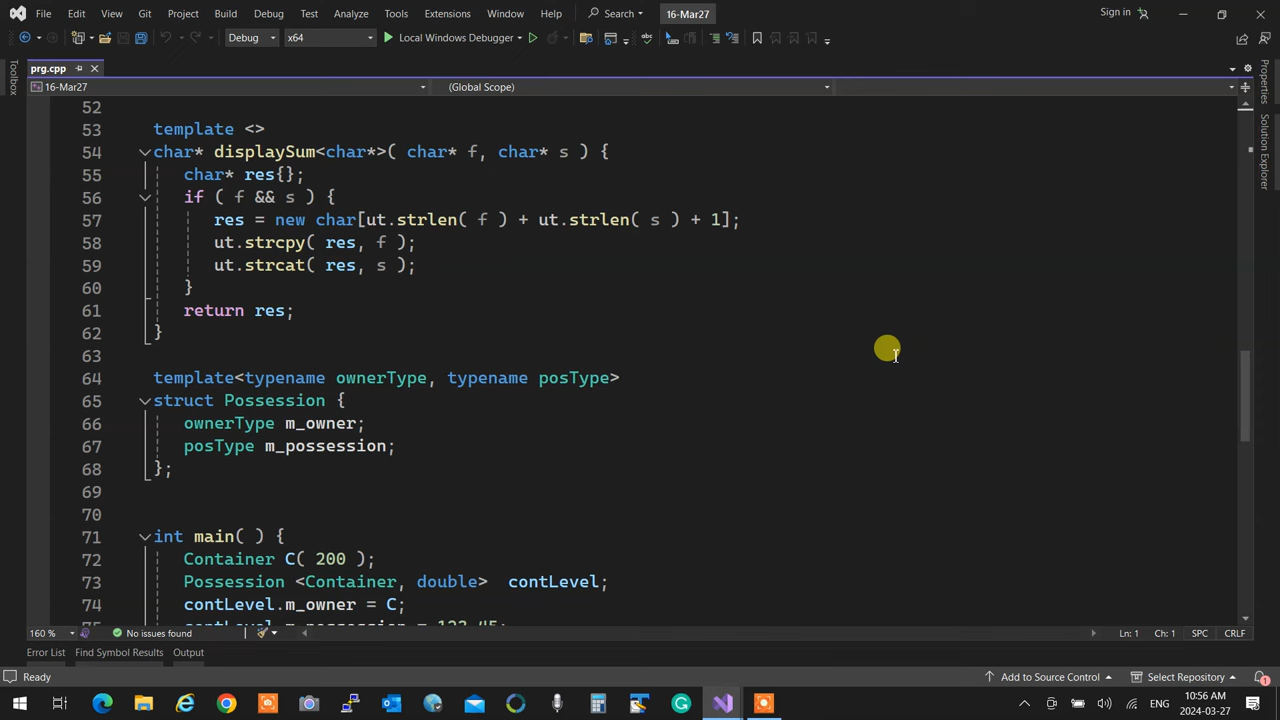 File Edit View Git Project Build Debug Test Analyze Tools Extensions Window Help Search 16-Mar27 Sign in
Debug x64 Local Windows Debugger
prg.cpp
16-Mar27 (Global Scope)
52
53 template <>
54 char* displaySum<char*>( char* f, char* s ) {
55 char* res{};
56 if ( f && s ) {
57 res = new char[ut.strlen( f ) + ut.strlen( s ) + 1];
58 ut.strcpy( res, f );
59 ut.strcat( res, s );
60 }
61 return res;
62 }
63
64 template<typename ownerType, typename posType>
65 struct Possession {
66 ownerType m_owner;
67 posType m_possession;
68 };
69
70
71 int main( ) {
72 Container C( 200 );
73 Possession <Container, double> contLevel;
74 contLevel.m_owner = C;
Toolbox
Properties
Solution Explorer
160 % No issues found Ln: 1 Ch: 1 SPC CRLF
Error List Find Symbol Results Output
Ready Add to Source Control Select Repository 1
ENG 10:56 AM
2024-03-27